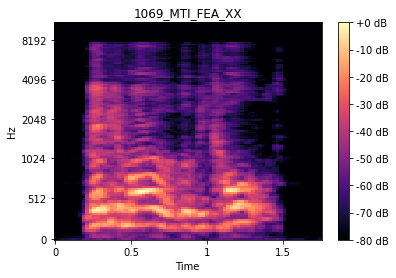 1069_MTI_FEA_XX
+0 dB
8192
-10 dB
4096
-20 dB
-30 dB
2048
Hz
-40 dB
1024
-50 dB
512
-60 dB
-70 dB
0
-80 dB
0
0.5
1
1.5
Time